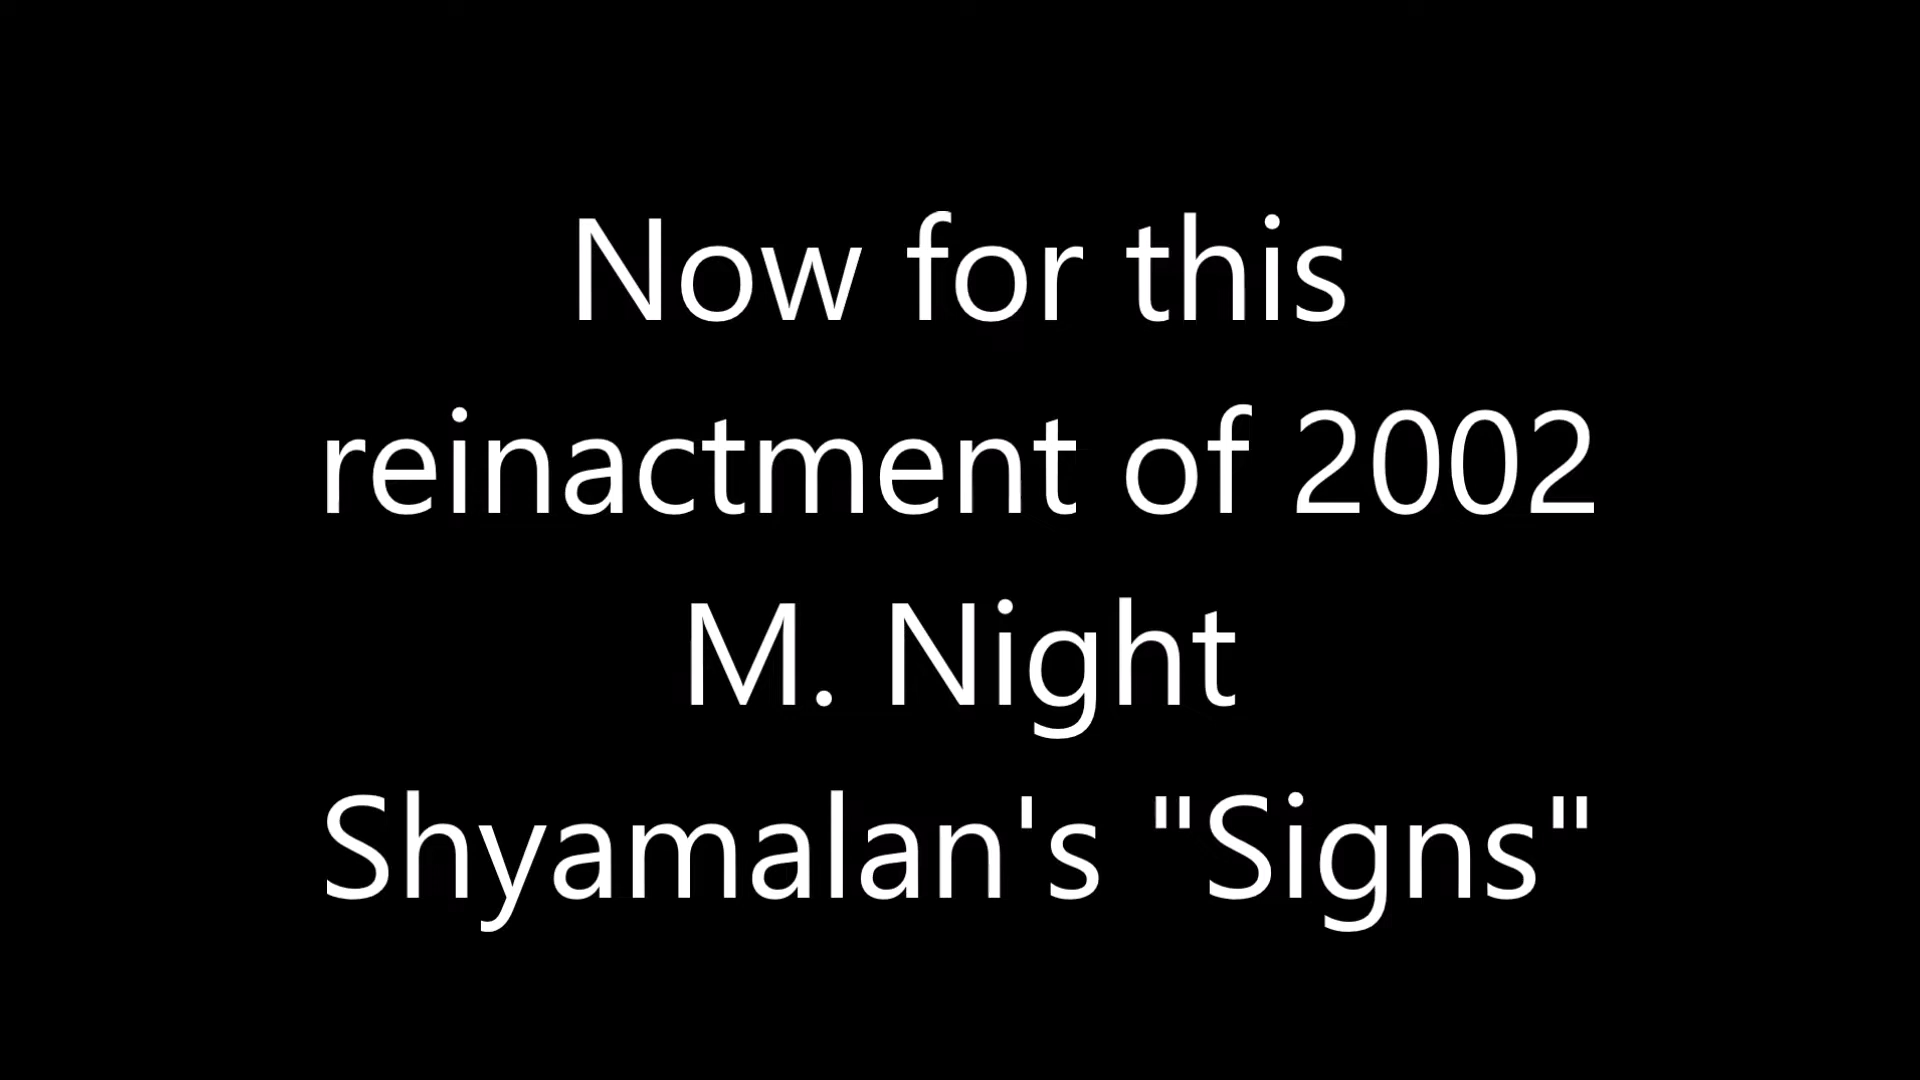 Now for this
reinactment of 2002
M. Night
Shyamalan's "Signs"